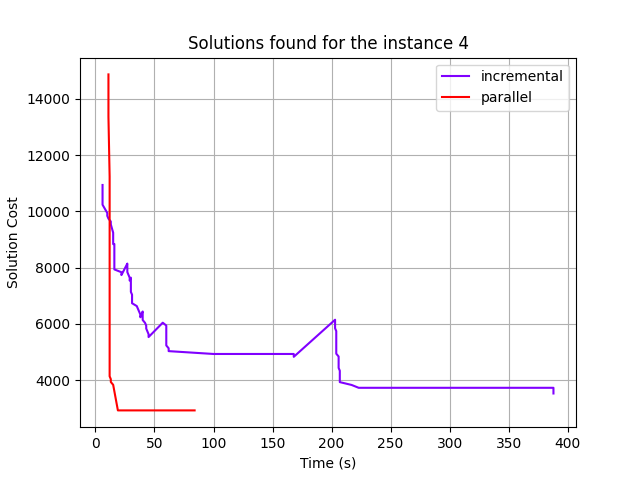 Solutions found for the instance 4
incremental
parallel
14000
12000
10000
8000
6000
4000
Solution Cost
0 50 100 150 200 250 300 350 400
Time (s)